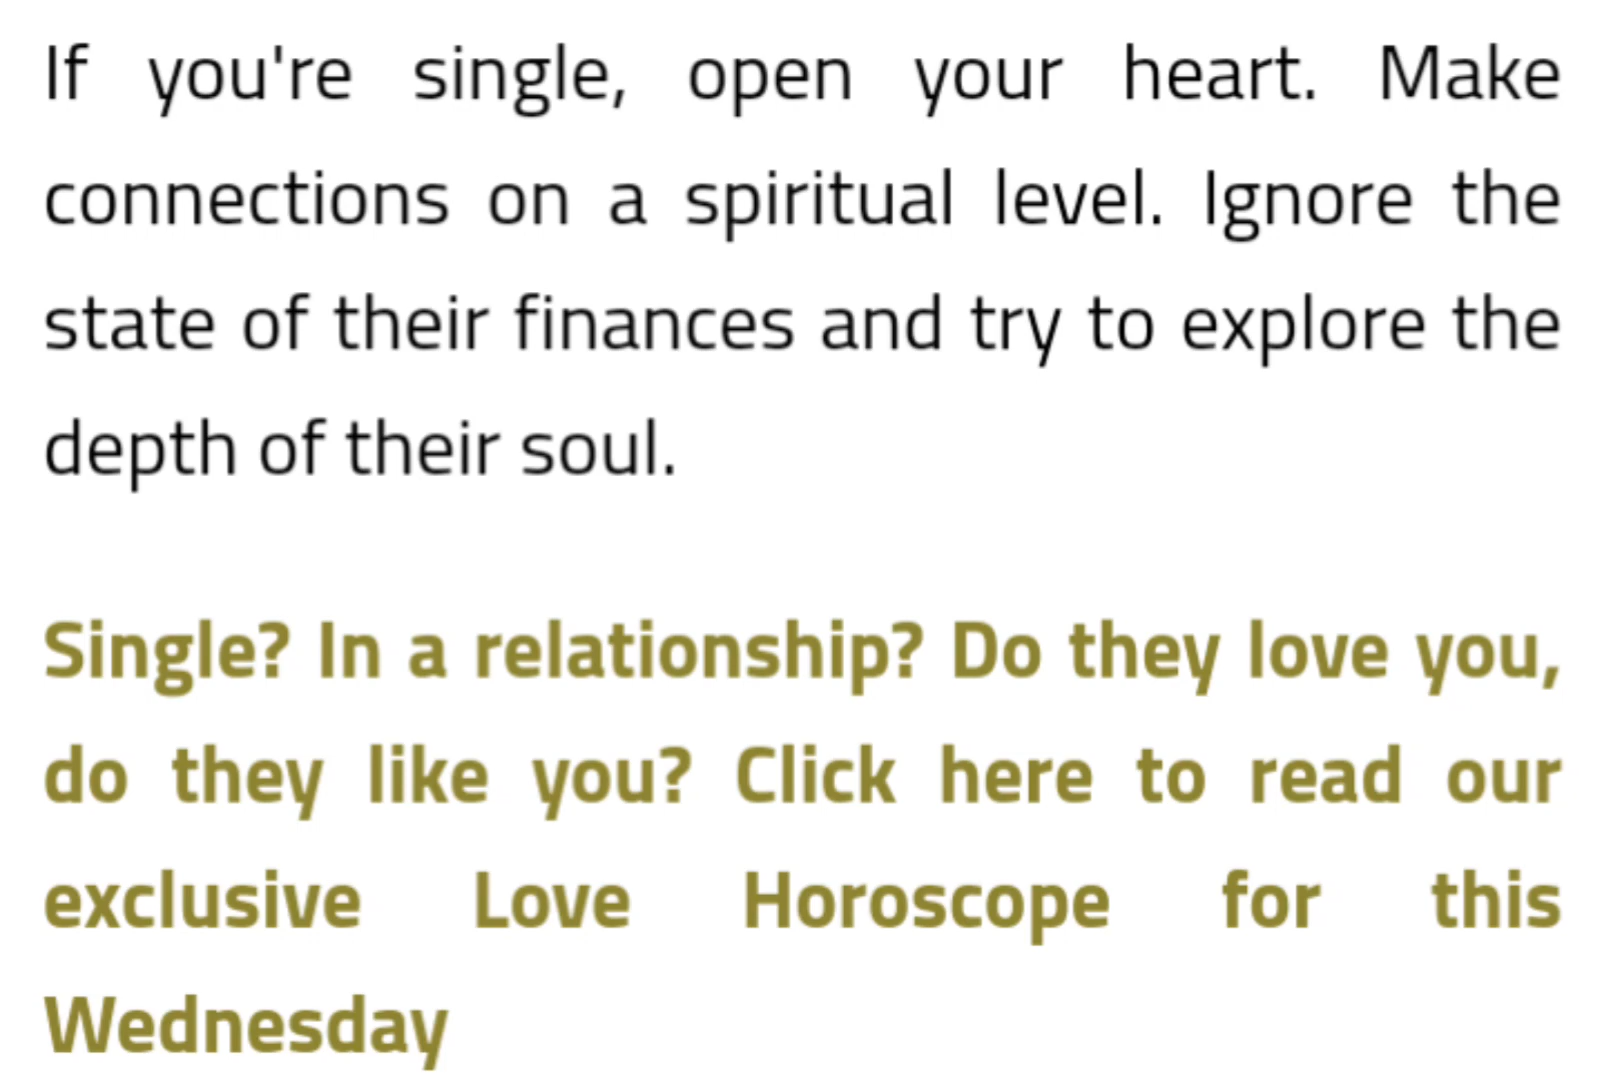 If you're single, open your heart. Make
connections on a spiritual level. Ignore the
state of their finances and try to explore the
depth of their soul.
Single? In a relationship? Do they love you,
do they like you? Click here to read our
exclusive Love Horoscope for this
Wednesday